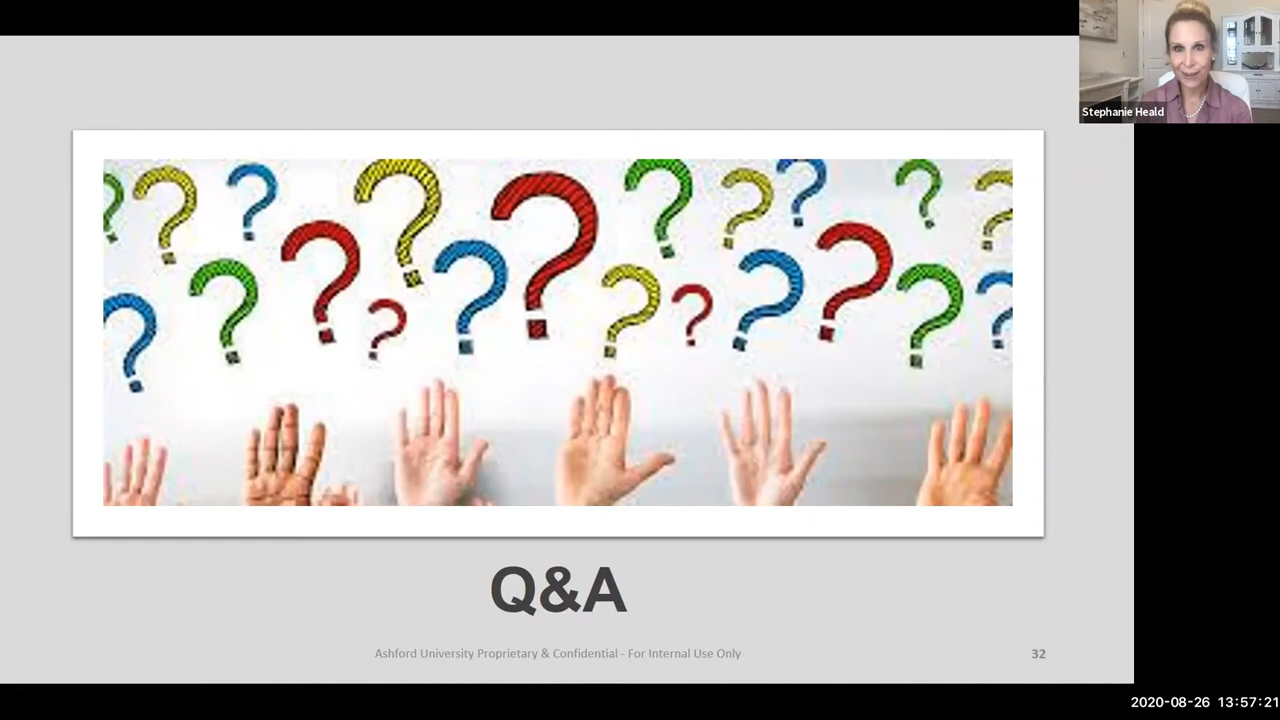 Stephanie Heald
Q&A
Ashford University Proprietary & Confidential - For Internal Use Only
32
2020-08-26 13:57:21